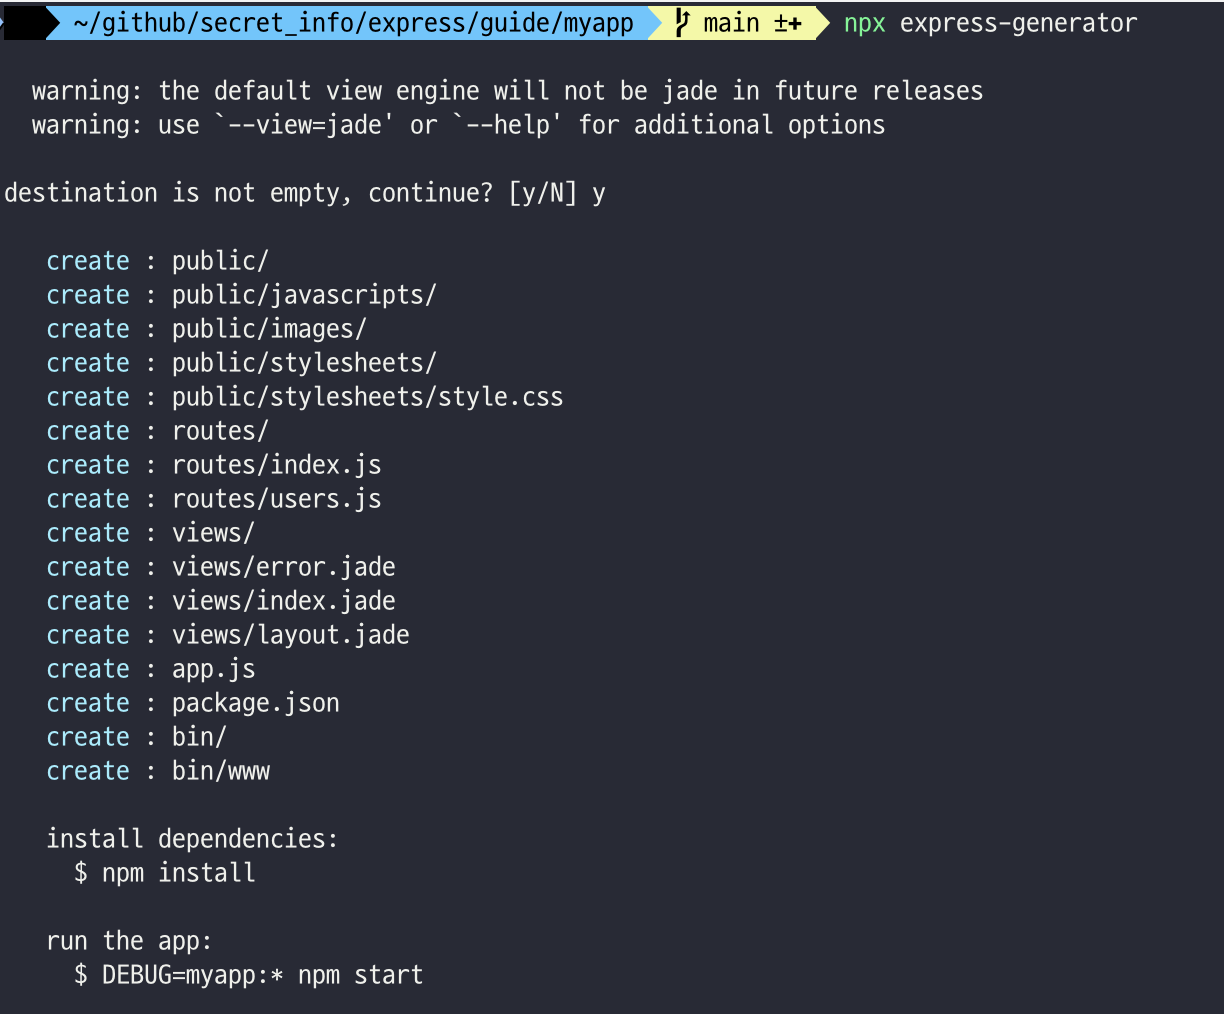 ~/github/secret_info/express/guide/myapp main ±+ npx express-generator
warning: the default view engine will not be jade in future releases
warning: use `--view=jade' or `--help' for additional options
destination is not empty, continue? [y/N] y
create : public/
create : public/javascripts/
create : public/images/
create : public/stylesheets/
create : public/stylesheets/style.css
create : routes/
create : routes/index.js
create : routes/users.js
create : views/
create : views/error.jade
create : views/index.jade
create : views/layout.jade
create : app.js
create : package.json
create : bin/
create : bin/www
install dependencies:
$ npm install
run the app:
$ DEBUG=myapp:* npm start